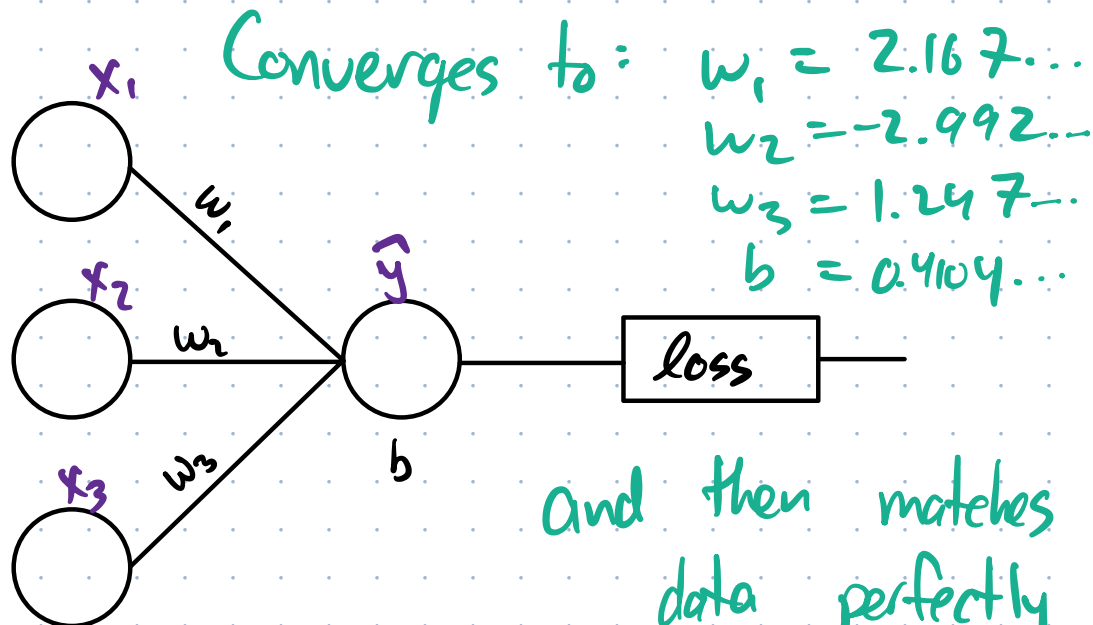 Converges to: w₁ = 2.167...
w₂ = -2.992...
w₃ = 1.247...
b = 0.4104...
x₁
w₁
x₂
w₂
ŷ
loss
x₃
w₃
b
and then matches
data perfectly